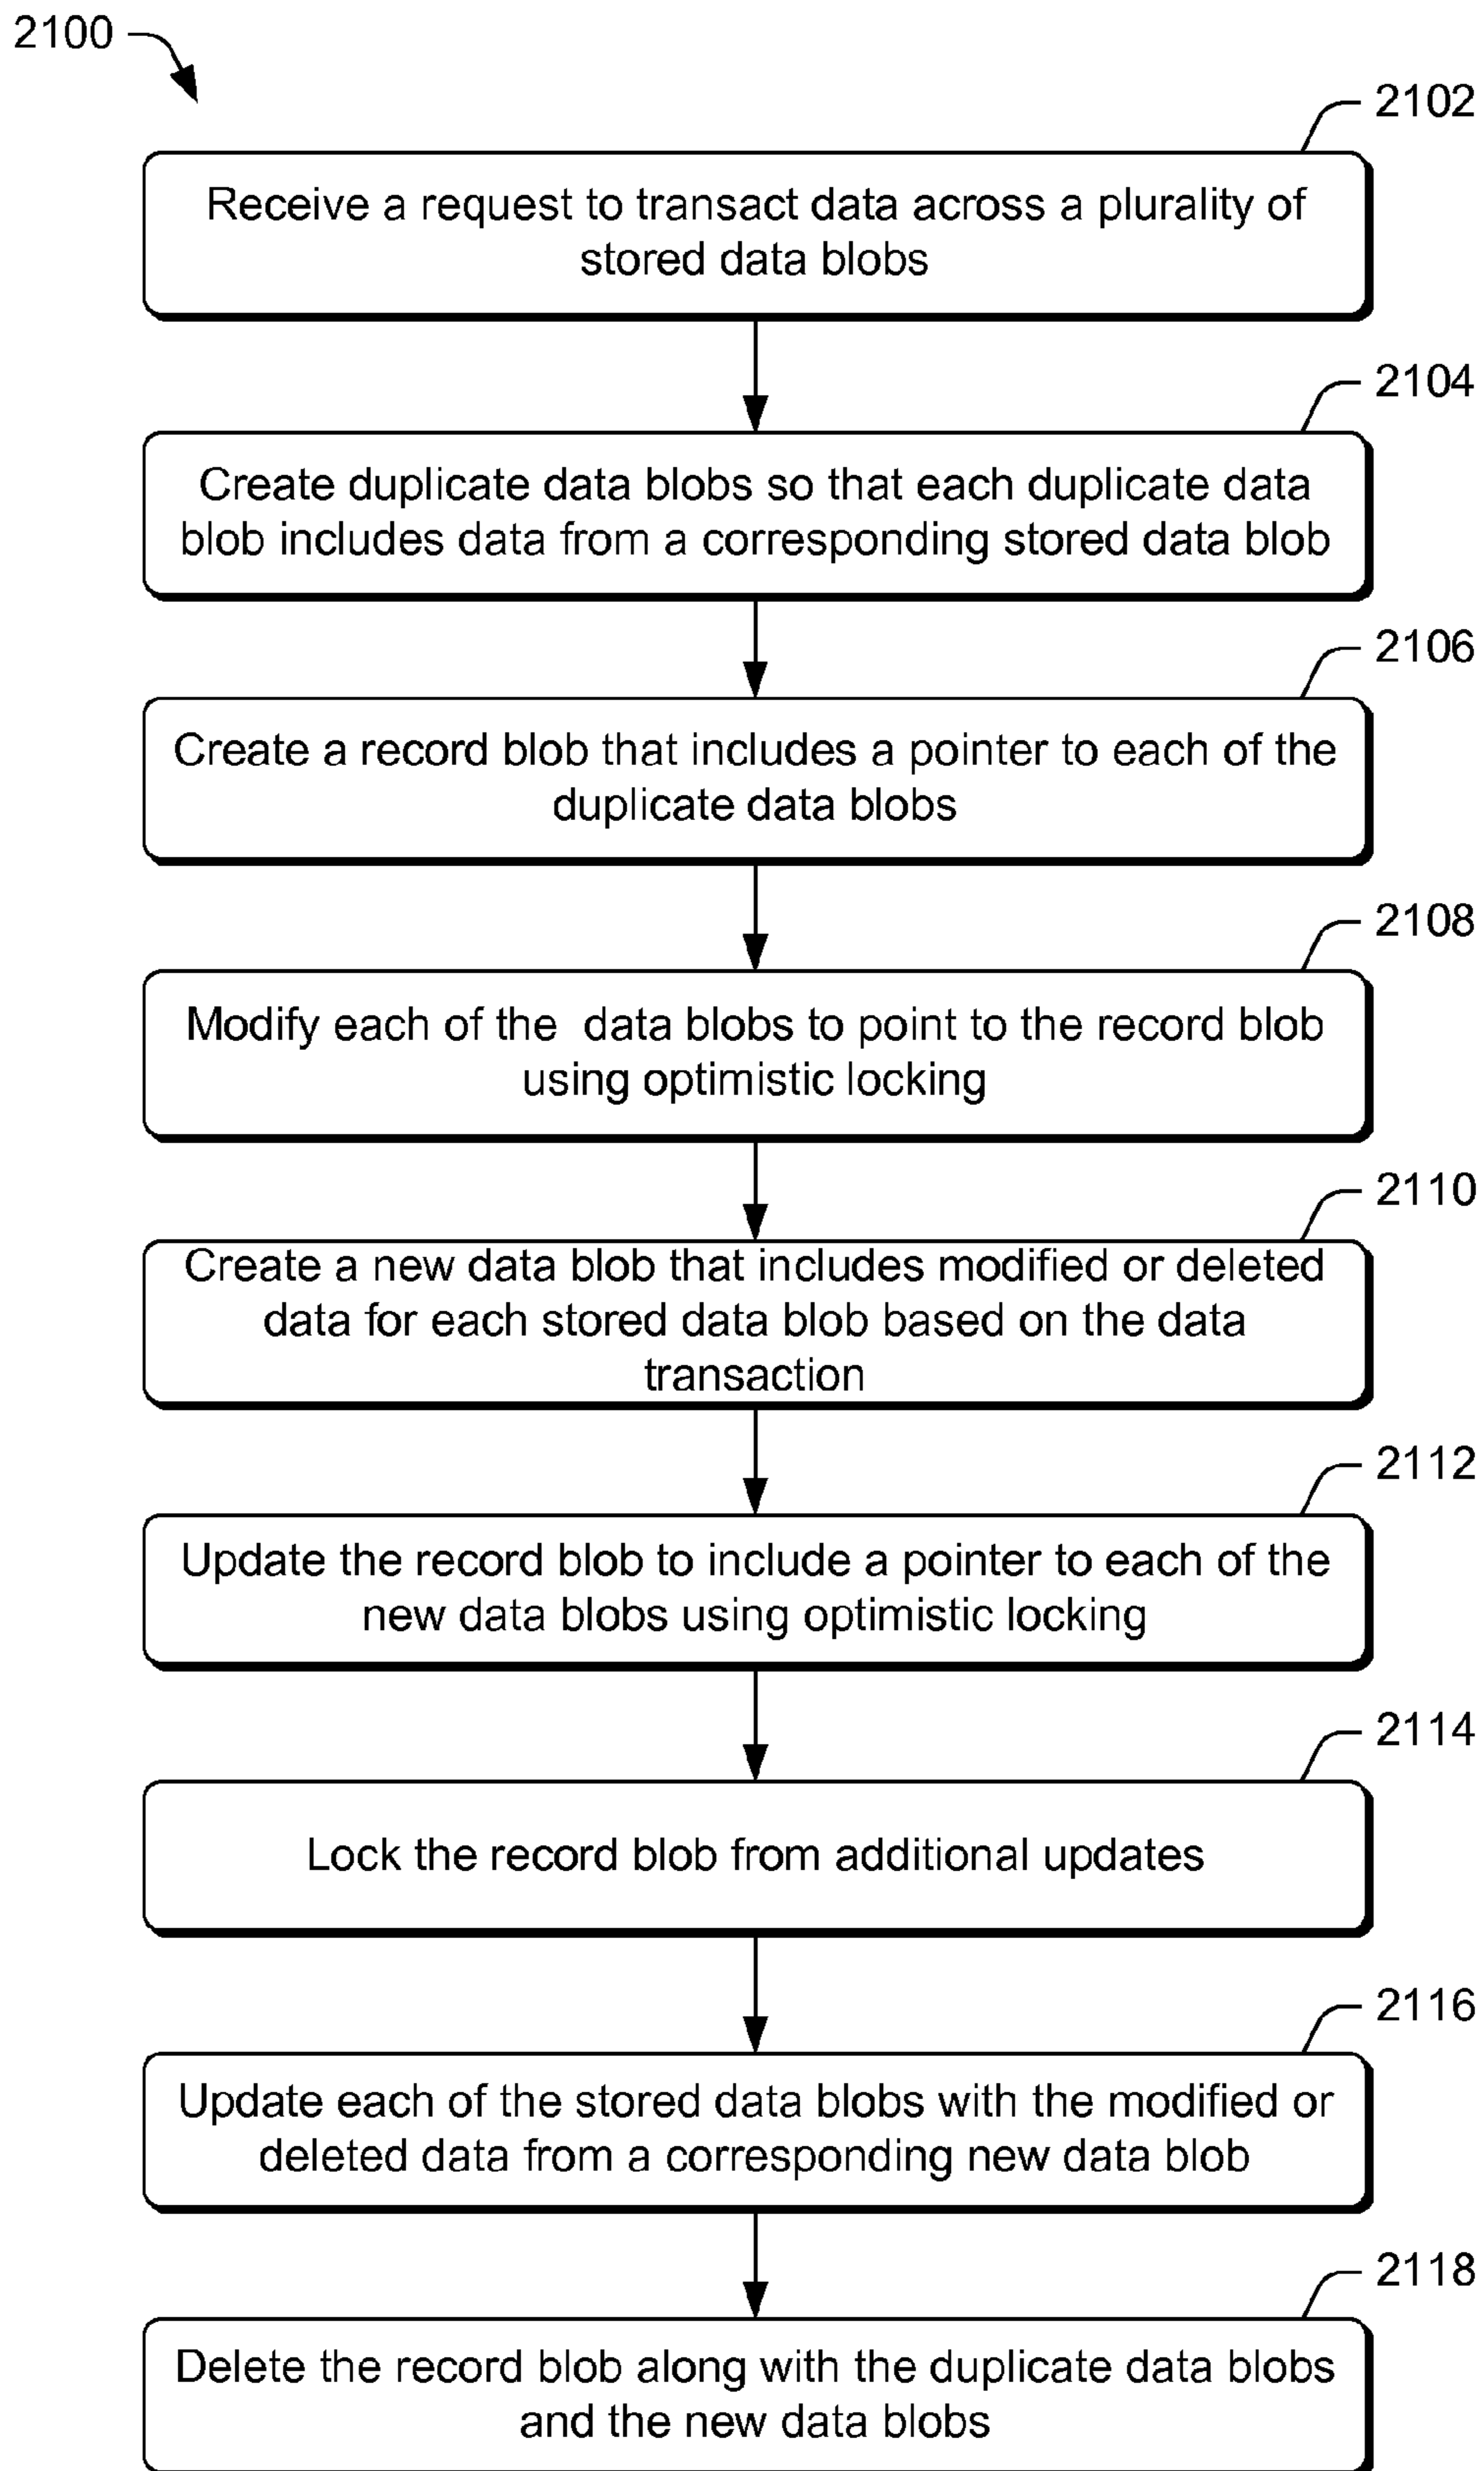 2100
2102
Receive a request to transact data across a plurality of
stored data blobs
2104
Create duplicate data blobs so that each duplicate data
blob includes data from a corresponding stored data blob
2106
Create a record blob that includes a pointer to each of the
duplicate data blobs
2108
Modify each of the data blobs to point to the record blob
using optimistic locking
2110
Create a new data blob that includes modified or deleted
data for each stored data blob based on the data
transaction
2112
Update the record blob to include a pointer to each of the
new data blobs using optimistic locking
2114
Lock the record blob from additional updates
2116
Update each of the stored data blobs with the modified or
deleted data from a corresponding new data blob
2118
Delete the record blob along with the duplicate data blobs
and the new data blobs